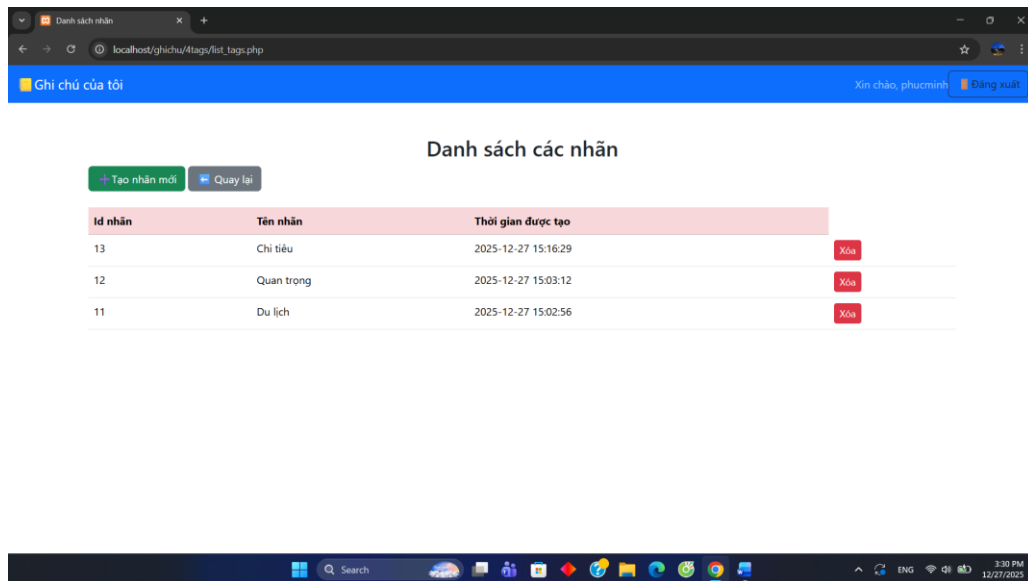 Danh sách nhãn
localhost/ghichu/4tags/list_tags.php
Ghi chú của tôi Xin chào, phucminh Đăng xuất
Danh sách các nhãn
Tạo nhãn mới Quay lại
Id nhãn Tên nhãn Thời gian được tạo
13 Chi tiêu 2025-12-27 15:16:29 Xóa
12 Quan trọng 2025-12-27 15:03:12 Xóa
11 Du lịch 2025-12-27 15:02:56 Xóa
Search ENG 3:30 PM
12/27/2025